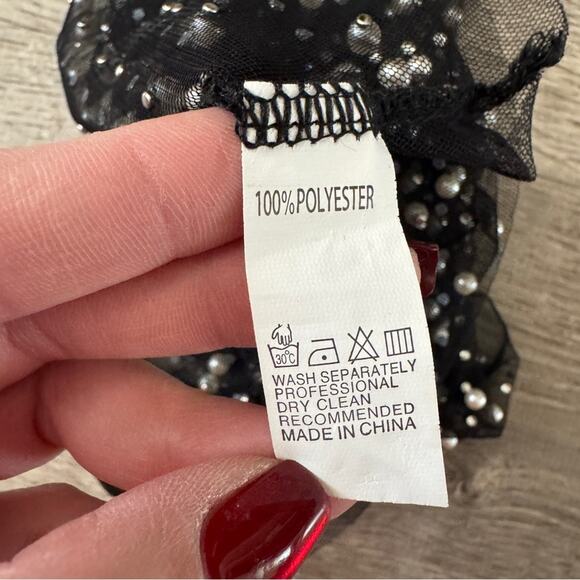 100%POLYESTER
30°C
WASH SEPARATELY
PROFESSIONAL
DRY CLEAN
RECOMMENDED
MADE IN CHINA